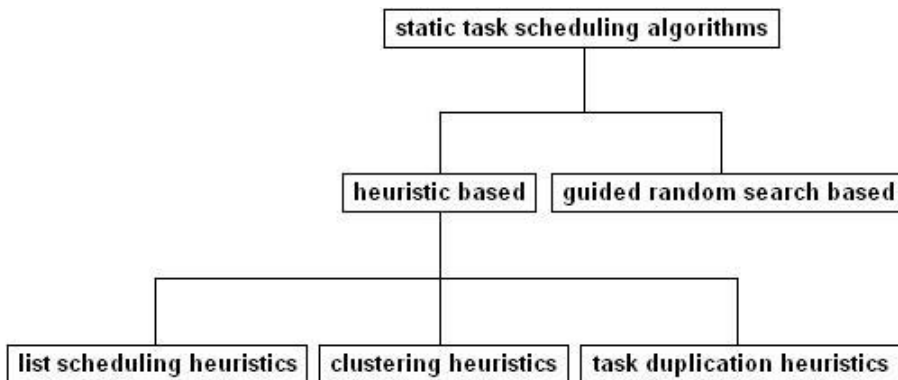 static task scheduling algorithms
heuristic based
guided random search based
list scheduling heuristics
clustering heuristics
task duplication heuristics